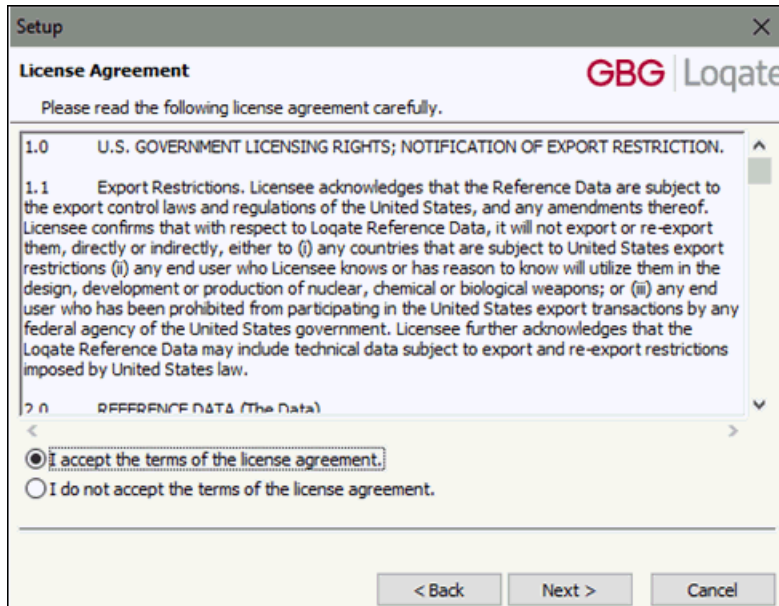 Setup
License Agreement
GBG Loqate
Please read the following license agreement carefully.
1.0 U.S. GOVERNMENT LICENSING RIGHTS; NOTIFICATION OF EXPORT RESTRICTION.
1.1 Export Restrictions. Licensee acknowledges that the Reference Data are subject to
the export control laws and regulations of the United States, and any amendments thereof.
Licensee confirms that with respect to Loqate Reference Data, it will not export or re-export
them, directly or indirectly, either to (i) any countries that are subject to United States export
restrictions (ii) any end user who Licensee knows or has reason to know will utilize them in the
design, development or production of nuclear, chemical or biological weapons; or (iii) any end
user who has been prohibited from participating in the United States export transactions by any
federal agency of the United States government. Licensee further acknowledges that the
Loqate Reference Data may include technical data subject to export and re-export restrictions
imposed by United States law.
2.0 REFERENCE DATA (The Data)
I accept the terms of the license agreement.
I do not accept the terms of the license agreement.
< Back Next > Cancel